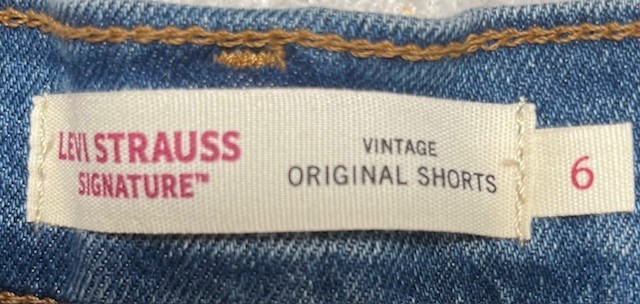 LEVI STRAUSS
SIGNATURE™
VINTAGE
ORIGINAL SHORTS
6